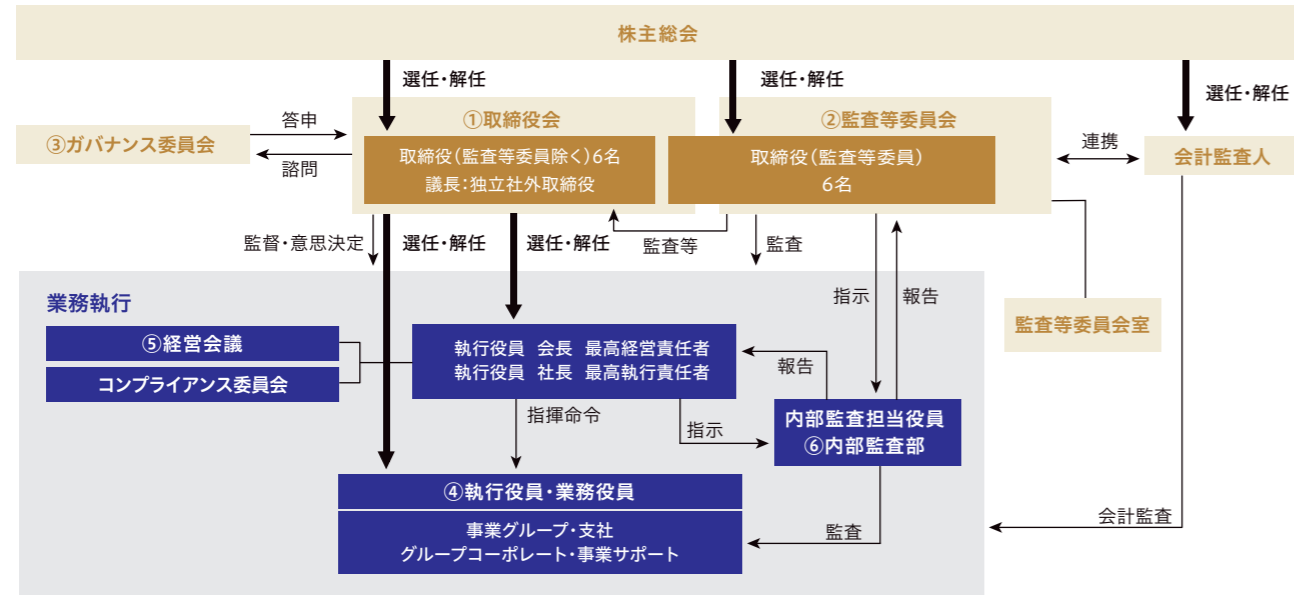 株主総会
選任・解任
選任・解任
選任・解任
①取締役会
②監査等委員会
③ガバナンス委員会
答申
諮問
取締役（監査等委員除く）6名
議長：独立社外取締役
取締役（監査等委員）
6名
連携
会計監査人
監督・意思決定
選任・解任
選任・解任
監査等
監査
指示
報告
監査等委員会室
業務執行
⑤経営会議
コンプライアンス委員会
執行役員 会長 最高経営責任者
執行役員 社長 最高執行責任者
報告
指揮命令
指示
内部監査担当役員
⑥内部監査部
④執行役員・業務役員
事業グループ・支社
グループコーポレート・事業サポート
監査
会計監査